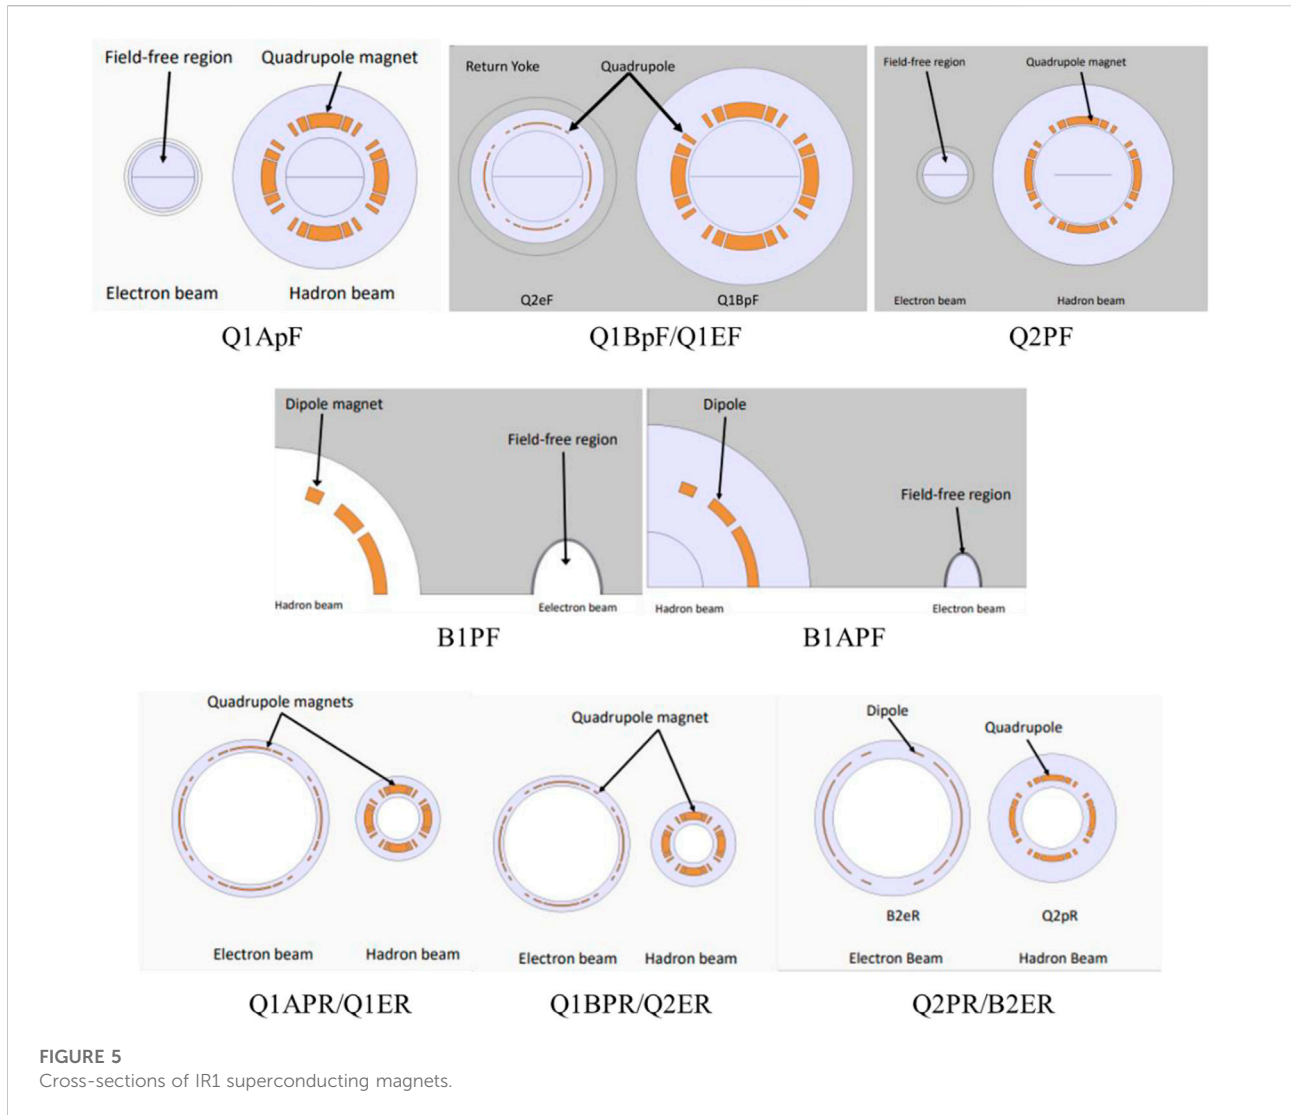 Field-free region
Quadrupole magnet
Electron beam
Hadron beam
Q1ApF
Return Yoke
Quadrupole
Q2eF
Q1BpF
Q1BpF/Q1EF
Field-free region
Quadrupole magnet
Electron beam
Hadron beam
Q2PF
Dipole magnet
Field-free region
Hadron beam
Eelectron beam
B1PF
Dipole
Field-free region
Hadron beam
Electron beam
B1APF
Quadrupole magnets
Electron beam
Hadron beam
Q1APR/Q1ER
Quadrupole magnet
Electron beam
Hadron beam
Q1BPR/Q2ER
Dipole
Quadrupole
B2eR
Q2pR
Electron Beam
Hadron Beam
Q2PR/B2ER
FIGURE 5
Cross-sections of IR1 superconducting magnets.